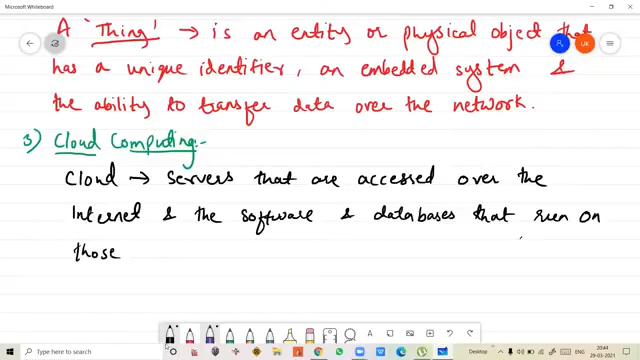 A 'Thing' → is an entity or physical object that
has a unique identifier, an embedded system &
the ability to transfer data over the network.
3) Cloud Computing:-
Cloud → Servers that are accessed over the
Internet & the software & databases that run on
those
UK
Type here to search
Desktop
ENG
20:44
29-03-2021